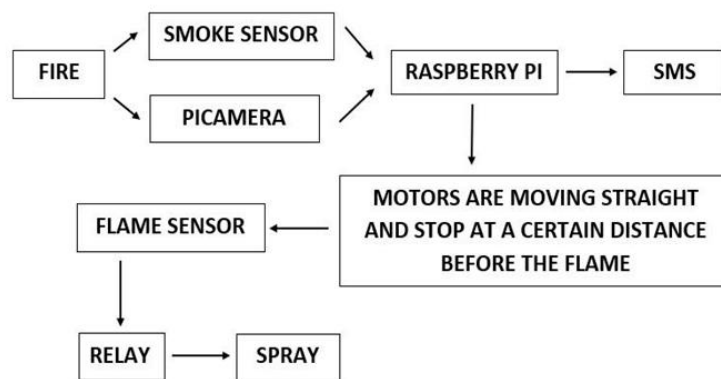 SMOKE SENSOR
FIRE
RASPBERRY PI
SMS
PICAMERA
MOTORS ARE MOVING STRAIGHT
AND STOP AT A CERTAIN DISTANCE
BEFORE THE FLAME
FLAME SENSOR
RELAY
SPRAY